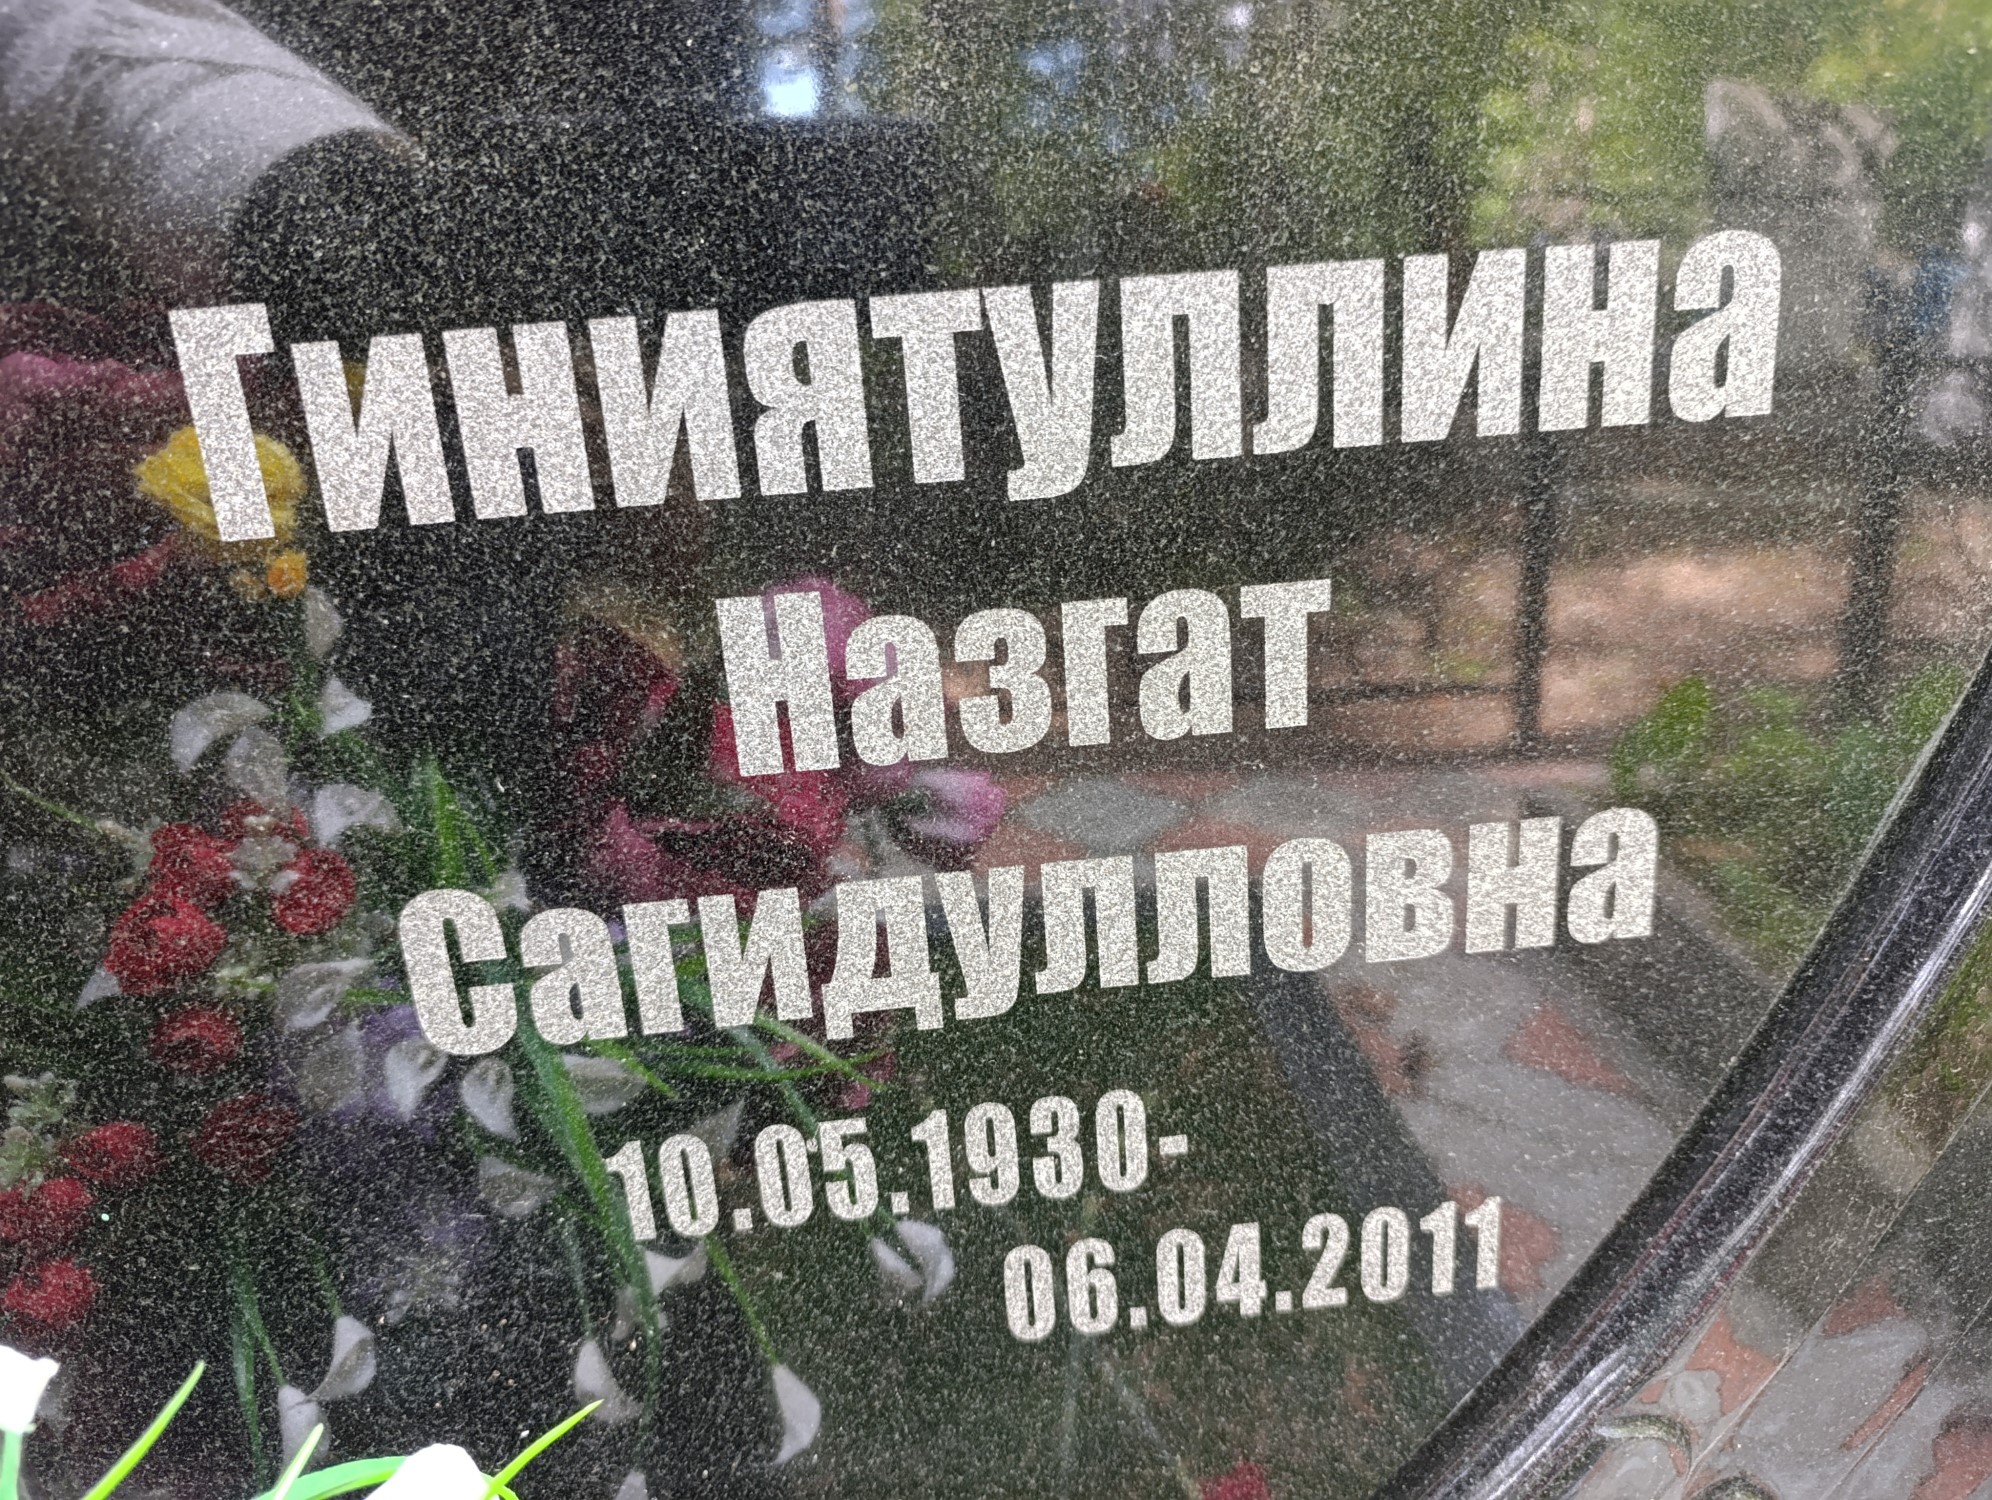 Гиниятуллина
Назгат
Сагидулловна
10.05.1930-
06.04.2011